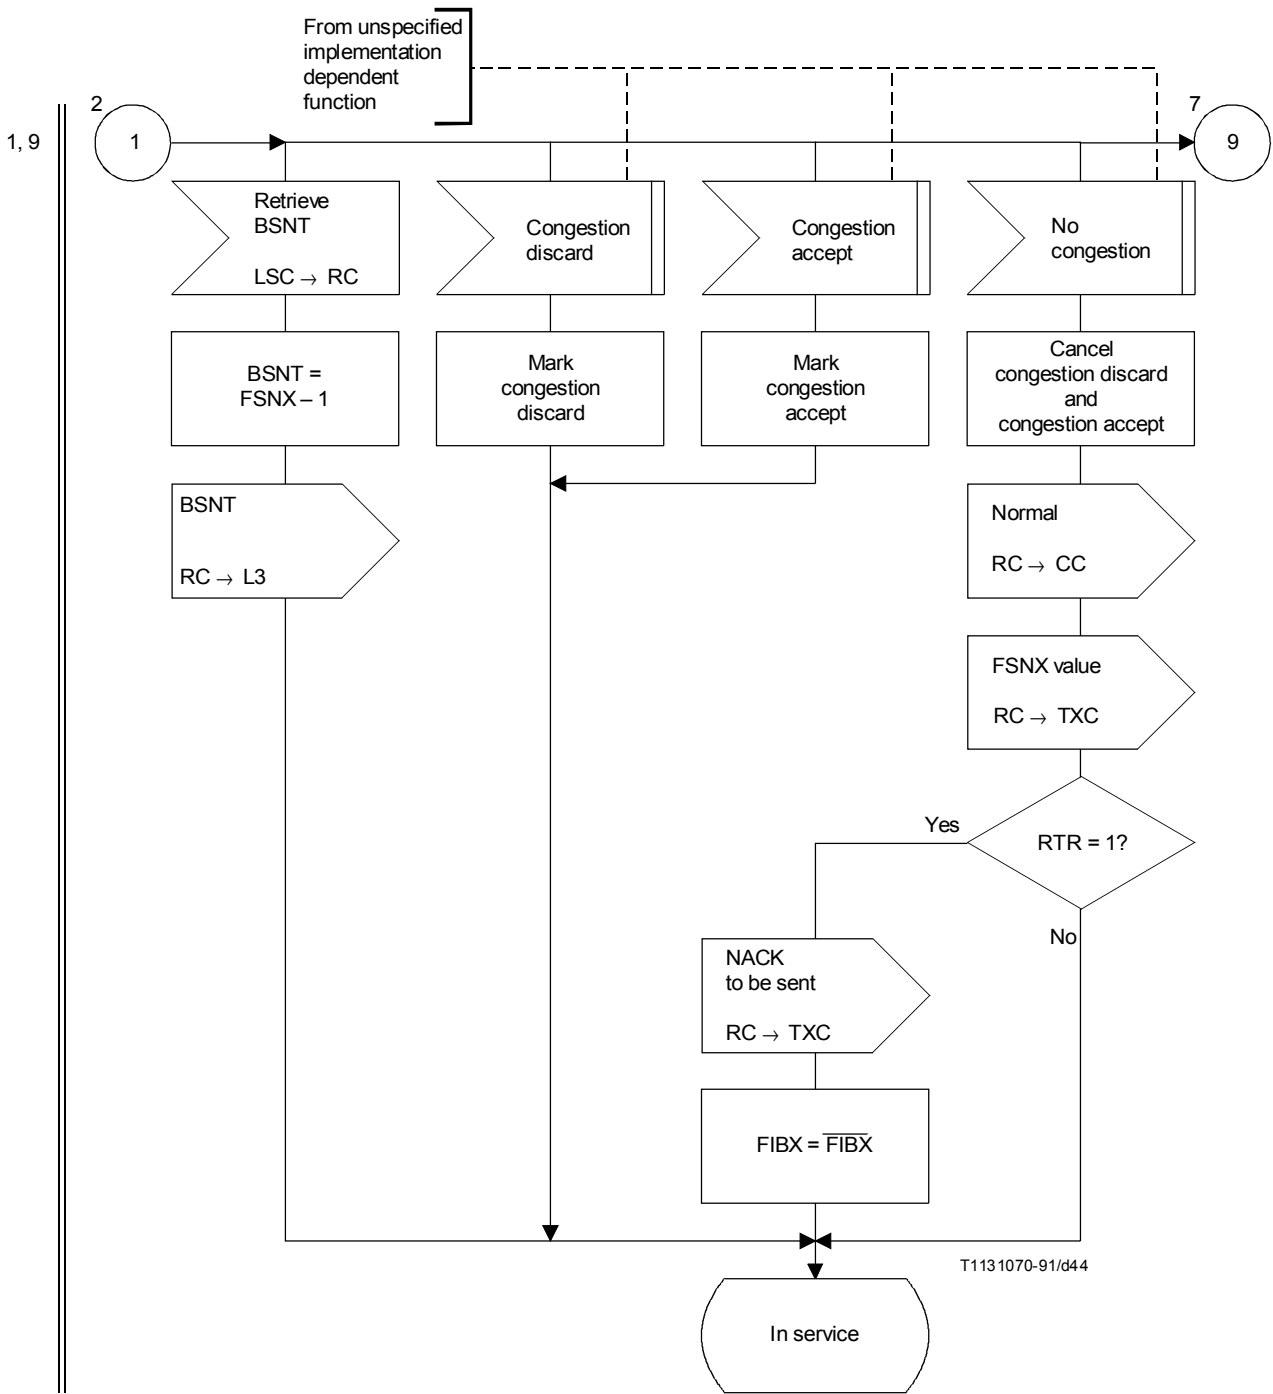 From unspecified
implementation
dependent
function
2
7
1, 9
1
9
Retrieve
BSNT
LSC → RC
Congestion
discard
Congestion
accept
No
congestion
BSNT =
FSNX – 1
Mark
congestion
discard
Mark
congestion
accept
Cancel
congestion discard
and
congestion accept
BSNT
RC → L3
Normal
RC → CC
FSNX value
RC → TXC
Yes
RTR = 1?
No
NACK
to be sent
RC → TXC
FIBX = F̅I̅B̅X̅
T1131070-91/d44
In service